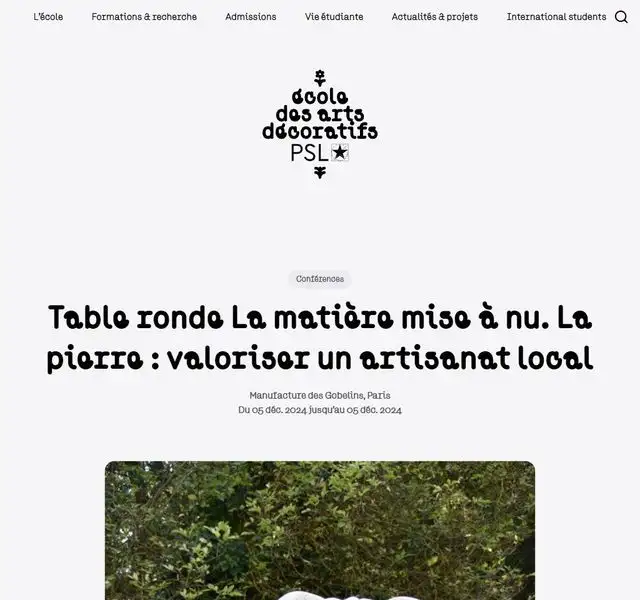 L'école Formations & recherche Admissions Vie étudiante Actualités & projets International students
école
des arts
décoratifs
PSL
Conférences
Table ronde La matière mise à nu. La
pierre : valoriser un artisanat local
Manufacture des Gobelins, Paris
Du 05 déc. 2024 jusqu'au 05 déc. 2024